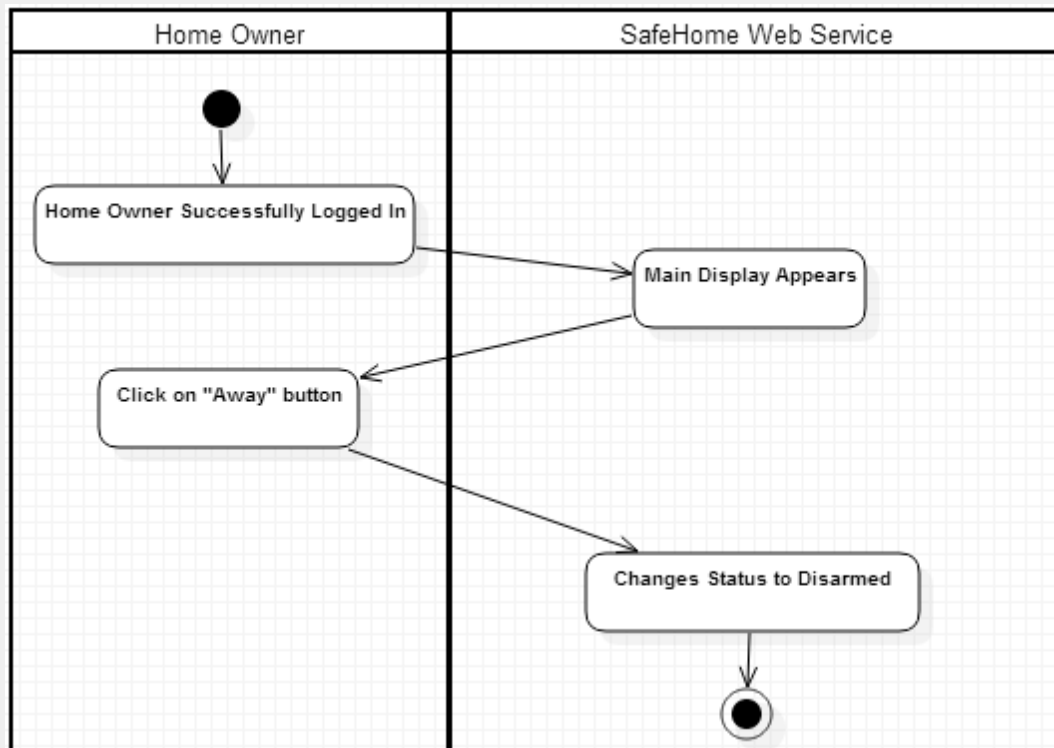 Home Owner
SafeHome Web Service
Home Owner Successfully Logged In
Main Display Appears
Click on "Away" button
Changes Status to Disarmed